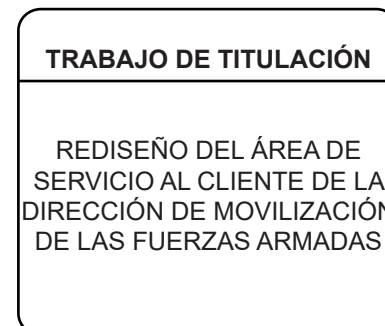 TRABAJO DE TITULACIÓN
REDISEÑO DEL ÁREA DE
SERVICIO AL CLIENTE DE LA
DIRECCIÓN DE MOVILIZACIÓN
DE LAS FUERZAS ARMADAS